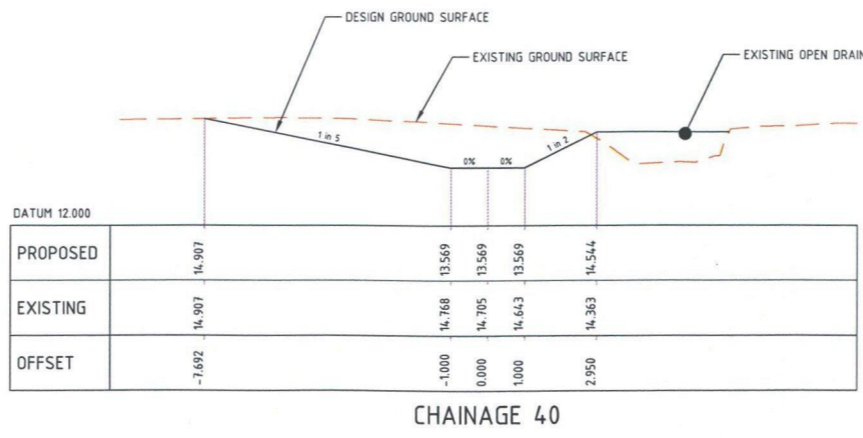 DESIGN GROUND SURFACE
EXISTING GROUND SURFACE
EXISTING OPEN DRAIN
1 in 5
0%
0%
1 in 2
DATUM 12.000
PROPOSED 14.907 13.569 13.569 13.569 14.544
EXISTING 14.907 14.768 14.705 14.643 14.363
OFFSET -7.692 -1.000 0.000 1.000 2.950
CHAINAGE 40